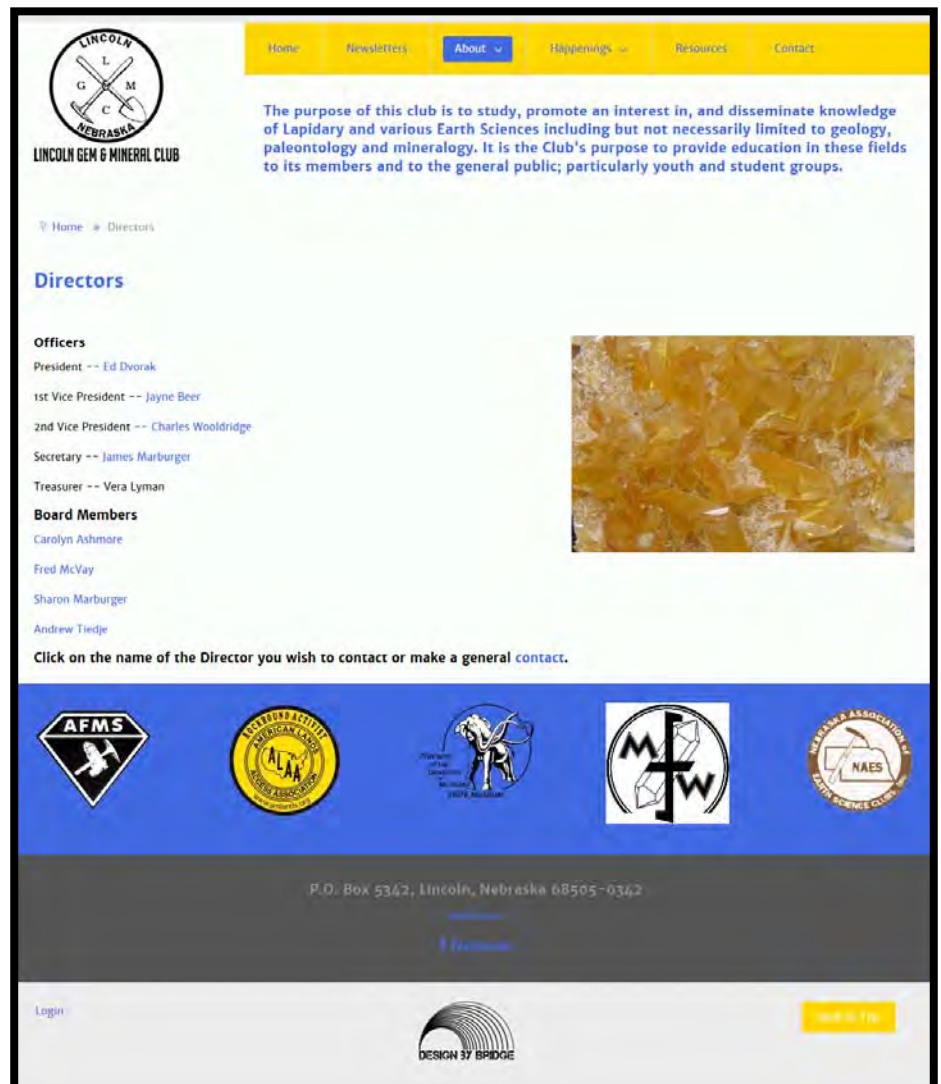 LINCOLN
L
G & M
C
NEBRASKA
LINCOLN GEM & MINERAL CLUB
Home Newsletters About Happenings Resources Contact
The purpose of this club is to study, promote an interest in, and disseminate knowledge
of Lapidary and various Earth Sciences including but not necessarily limited to geology,
paleontology and mineralogy. It is the Club's purpose to provide education in these fields
to its members and to the general public; particularly youth and student groups.
Home » Directors
Directors
Officers
President -- Ed Dvorak
1st Vice President -- Jayne Beer
2nd Vice President -- Charles Wooldridge
Secretary -- James Marburger
Treasurer -- Vera Lyman
Board Members
Carolyn Ashmore
Fred McVay
Sharon Marburger
Andrew Tiedje
Click on the name of the Director you wish to contact or make a general contact.
AFMS
ROCKHOUND ACTIVIST
AMERICAN LANDS
ALAA
ACCESS ASSOCIATION
www.amlands.org
M W
NEBRASKA ASSOCIATION of
NAES
EARTH SCIENCE CLUBS, INC.
P.O. Box 5342, Lincoln, Nebraska 68505-0342
Facebook
Login
DESIGN BY BRIDGE
Back to Top